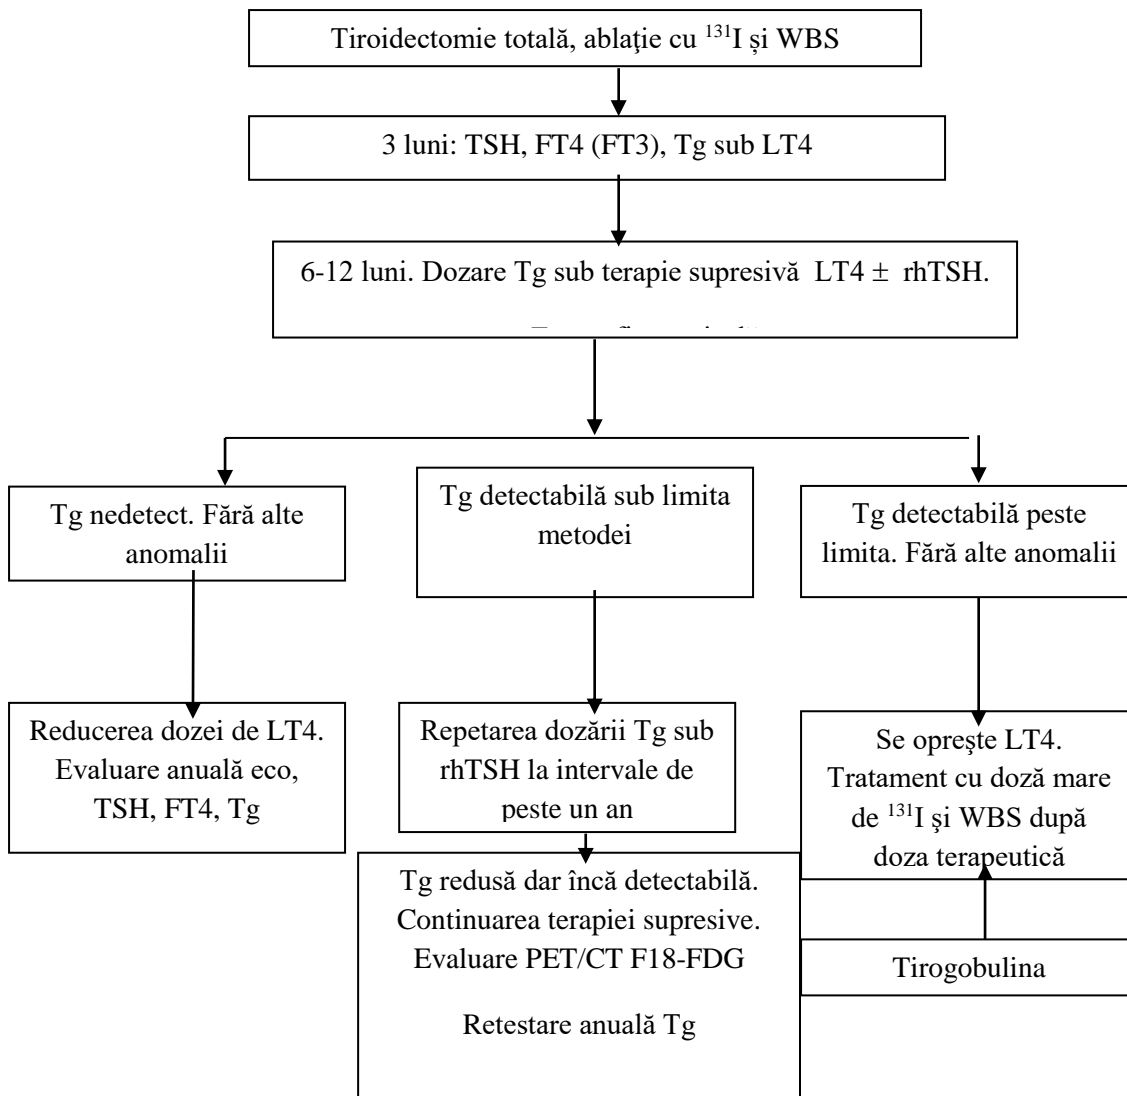 Tiroidectomie totală, ablaţie cu ¹³¹I și WBS
3 luni: TSH, FT4 (FT3), Tg sub LT4
6-12 luni. Dozare Tg sub terapie supresivă LT4 ± rhTSH.
Tg nedetect. Fără alte
anomalii
Tg detectabilă sub limita
metodei
Tg detectabilă peste
limita. Fără alte anomalii
Reducerea dozei de LT4.
Evaluare anuală eco,
TSH, FT4, Tg
Repetarea dozării Tg sub
rhTSH la intervale de
peste un an
Se opreşte LT4.
Tratament cu doză mare
de ¹³¹I şi WBS după
doza terapeutică
Tg redusă dar încă detectabilă.
Continuarea terapiei supresive.
Evaluare PET/CT F18-FDG
Retestare anuală Tg
Tirogobulina